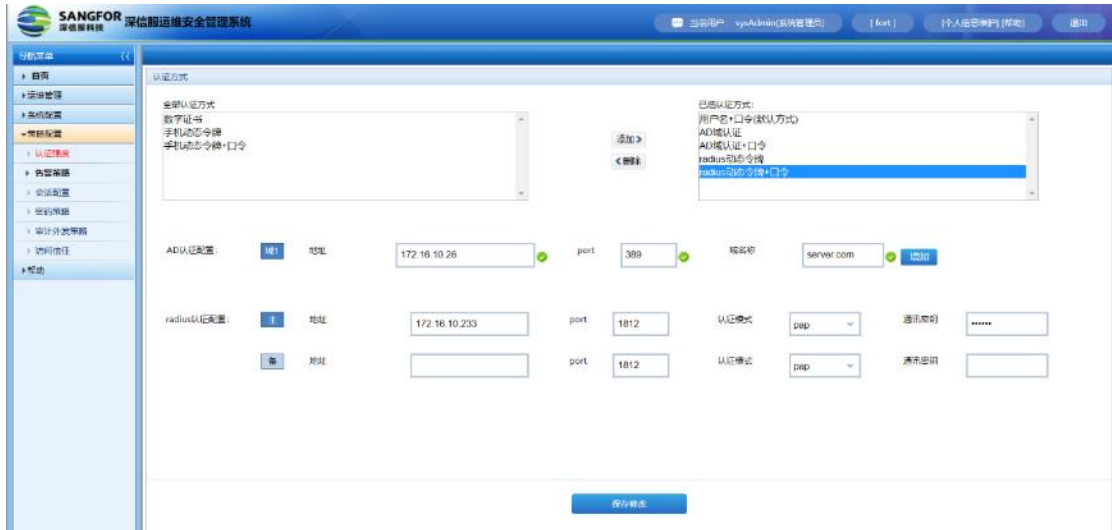 SANGFOR
深信服科技
深信服运维安全管理系统
当前用户 sysAdmin[系统管理员]
[ fort ]
[个人信息维护] [帮助]
退出
导航菜单
首页
运维管理
系统配置
策略配置
认证强度
告警策略
会话配置
密码策略
审计外发策略
访问信任
帮助
认证方式
全部认证方式
数字证书
手机动态令牌
手机动态令牌+口令
添加 >
< 删除
已选认证方式:
用户名+口令(默认方式)
AD域认证
AD域认证+口令
radius动态令牌
radius动态令牌+口令
AD认证配置: 域1 地址 172.16.10.26 port 389 域名称 server.com 增加
radius认证配置: 主 地址 172.16.10.233 port 1812 认证模式 pap 通讯密钥 ••••••
备 地址 port 1812 认证模式 pap 通讯密钥
保存修改